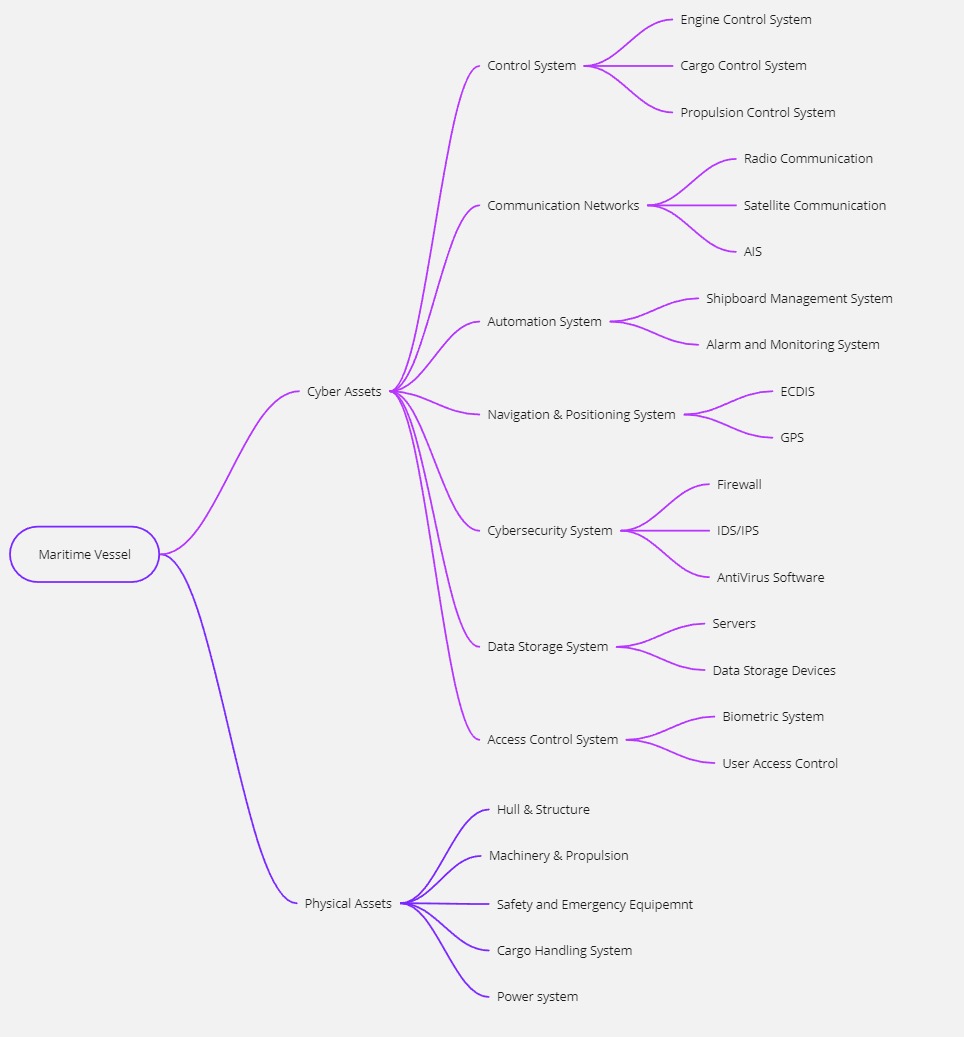 Maritime Vessel
Cyber Assets
Control System
Engine Control System
Cargo Control System
Propulsion Control System
Communication Networks
Radio Communication
Satellite Communication
AIS
Automation System
Shipboard Management System
Alarm and Monitoring System
Navigation & Positioning System
ECDIS
GPS
Cybersecurity System
Firewall
IDS/IPS
AntiVirus Software
Data Storage System
Servers
Data Storage Devices
Access Control System
Biometric System
User Access Control
Physical Assets
Hull & Structure
Machinery & Propulsion
Safety and Emergency Equipemnt
Cargo Handling System
Power system